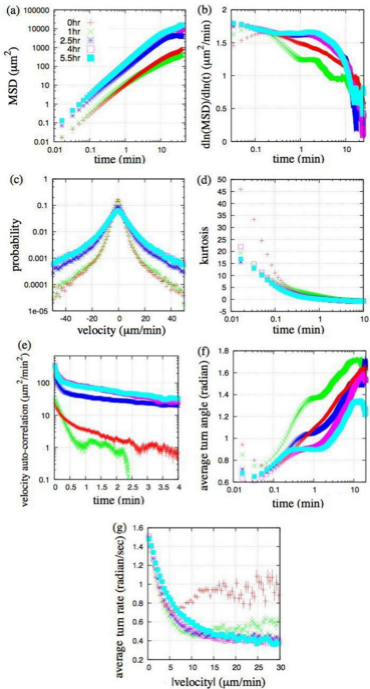 (a)
100000
10000
1000
100
10
1
0.1
0.01
MSD (μm²)
0hr
1hr
2.5hr
4hr
5.5hr
0.01 0.1 1 10
time (min)
(b)
2
1.5
1
0.5
0
dln(MSD)/dln(t) (μm²/min)
0.1 1 10
time (min)
(c)
1
0.1
0.01
0.001
0.0001
1e-05
probability
-40 -20 0 20 40
velocity (μm/min)
(d)
50
45
40
35
30
25
20
15
10
5
0
-5
kurtosis
0.01 0.1 1 10
time (min)
(e)
100
10
1
0.1
velocity auto-correlation (μm²/min²)
0 0.5 1 1.5 2 2.5 3 3.5 4
time (min)
(f)
1.8
1.6
1.4
1.2
1
0.8
0.6
average turn angle (radian)
0.01 0.1 1 10
time (min)
(g)
1.6
1.4
1.2
1
0.8
0.6
0.4
0.2
average turn rate (radian/sec)
0 5 10 15 20 25 30
|velocity| (μm/min)